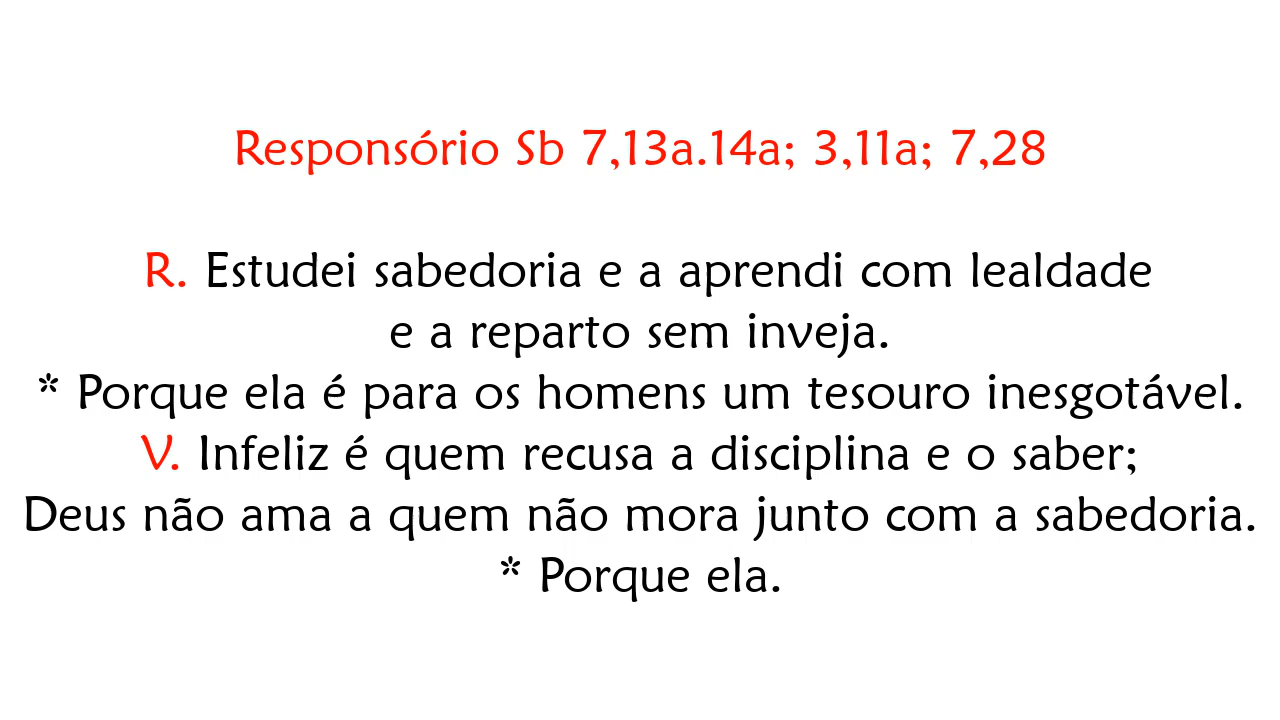 Responsório Sb 7,13a.14a; 3,11a; 7,28
R. Estudei sabedoria e a aprendi com lealdade
e a reparto sem inveja.
* Porque ela é para os homens um tesouro inesgotável.
V. Infeliz é quem recusa a disciplina e o saber;
Deus não ama a quem não mora junto com a sabedoria.
* Porque ela.